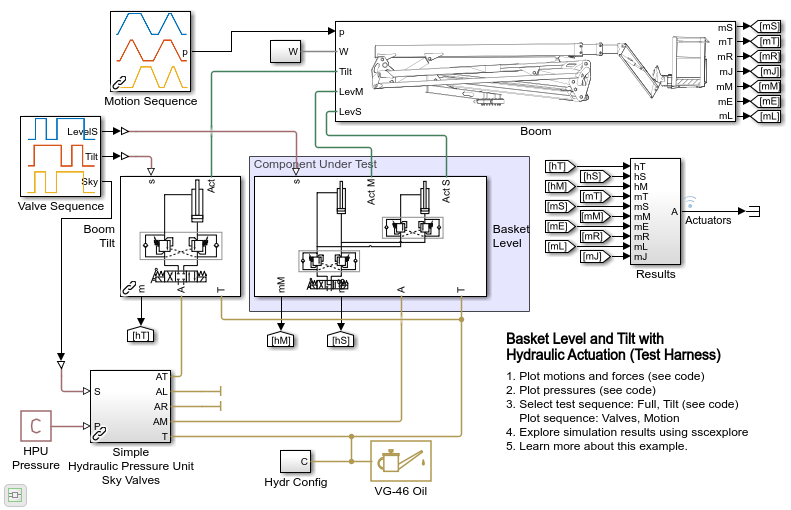 p
Motion Sequence
W
p
W
Tilt
LevM
LevS
Boom
mS
mT
mR
mJ
mM
mE
mL
[mS]
[mT]
[mR]
[mJ]
[mM]
[mE]
[mL]
LevelS
Tilt
Sky
Valve Sequence
Component Under Test
s
Act
m
A
T
Boom
Tilt
[hT]
s
Act M
Act S
mM
A
T
Basket
Level
[hM]
[hS]
[hT]
[hS]
[hM]
[mT]
[mS]
[mM]
[mE]
[mR]
[mL]
[mJ]
hT
hS
hM
mT
mS
mM
mE
mR
mL
mJ
A
Results
Actuators
S
P
AT
AL
AR
AM
T
Simple
Hydraulic Pressure Unit
Sky Valves
C
HPU
Pressure
C
Hydr Config
VG-46 Oil
Basket Level and Tilt with
Hydraulic Actuation (Test Harness)
1. Plot motions and forces (see code)
2. Plot pressures (see code)
3. Select test sequence: Full, Tilt (see code)
Plot sequence: Valves, Motion
4. Explore simulation results using sscexplore
5. Learn more about this example.